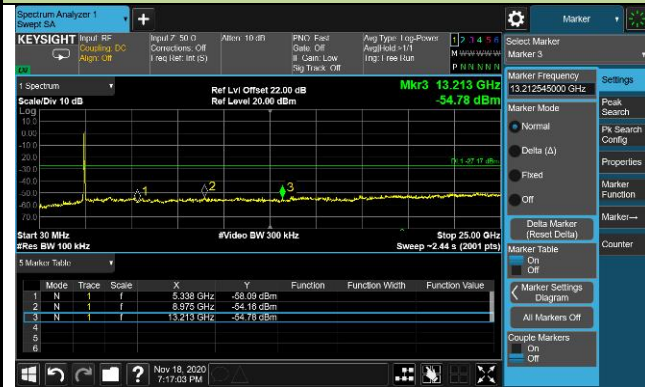 Spectrum Analyzer 1
Swept SA
+
Marker
KEYSIGHT
Input: RF
Coupling: DC
Align: Off
Input Z: 50 Ω
Corrections: Off
Freq Ref: Int (S)
Atten: 10 dB
PNO: Fast
Gate: Off
IF Gain: Low
Sig Track: Off
Avg Type: Log-Power
Avg|Hold >1/1
Trig: Free Run
1 2 3 4 5 6
M W W W W W
P N N N N N
Select Marker
Marker 3
1 Spectrum
Scale/Div 10 dB
Log
Ref Lvl Offset 22.00 dB
Ref Level 20.00 dBm
Mkr3 13.213 GHz
-54.78 dBm
10.0
0.00
-10.0
-20.0
-30.0
-40.0
-50.0
-60.0
-70.0
DL1 -27.17 dBm
1
2
3
Start 30 MHz
#Res BW 100 kHz
#Video BW 300 kHz
Stop 25.00 GHz
Sweep ~2.44 s (2001 pts)
5 Marker Table
Mode Trace Scale X Y Function Function Width Function Value
1 N 1 f 5.338 GHz -58.09 dBm
2 N 1 f 8.975 GHz -54.16 dBm
3 N 1 f 13.213 GHz -54.78 dBm
4
5
6
Marker Frequency
13.212545000 GHz
Marker Mode
Normal
Delta (Δ)
Fixed
Off
Delta Marker
(Reset Delta)
Marker Table
On
Off
Marker Settings
Diagram
All Markers Off
Couple Markers
On
Off
Settings
Peak
Search
Pk Search
Config
Properties
Marker
Function
Marker→
Counter
?
Nov 18, 2020
7:17:03 PM